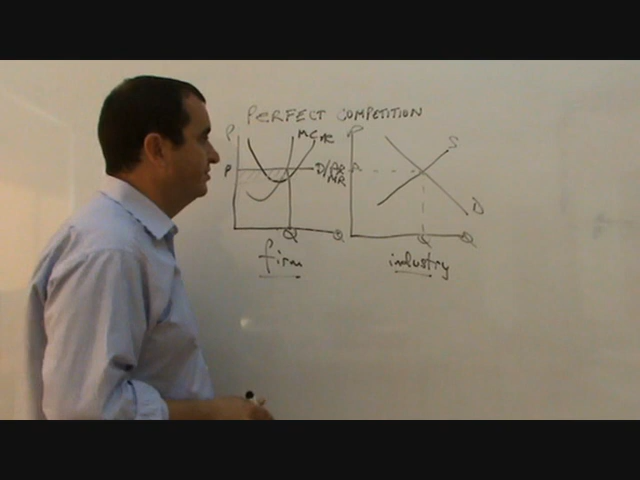 PERFECT COMPETITION
P MC AC P S
P D/AR
MR
D
Q Q Q Q
firm industry